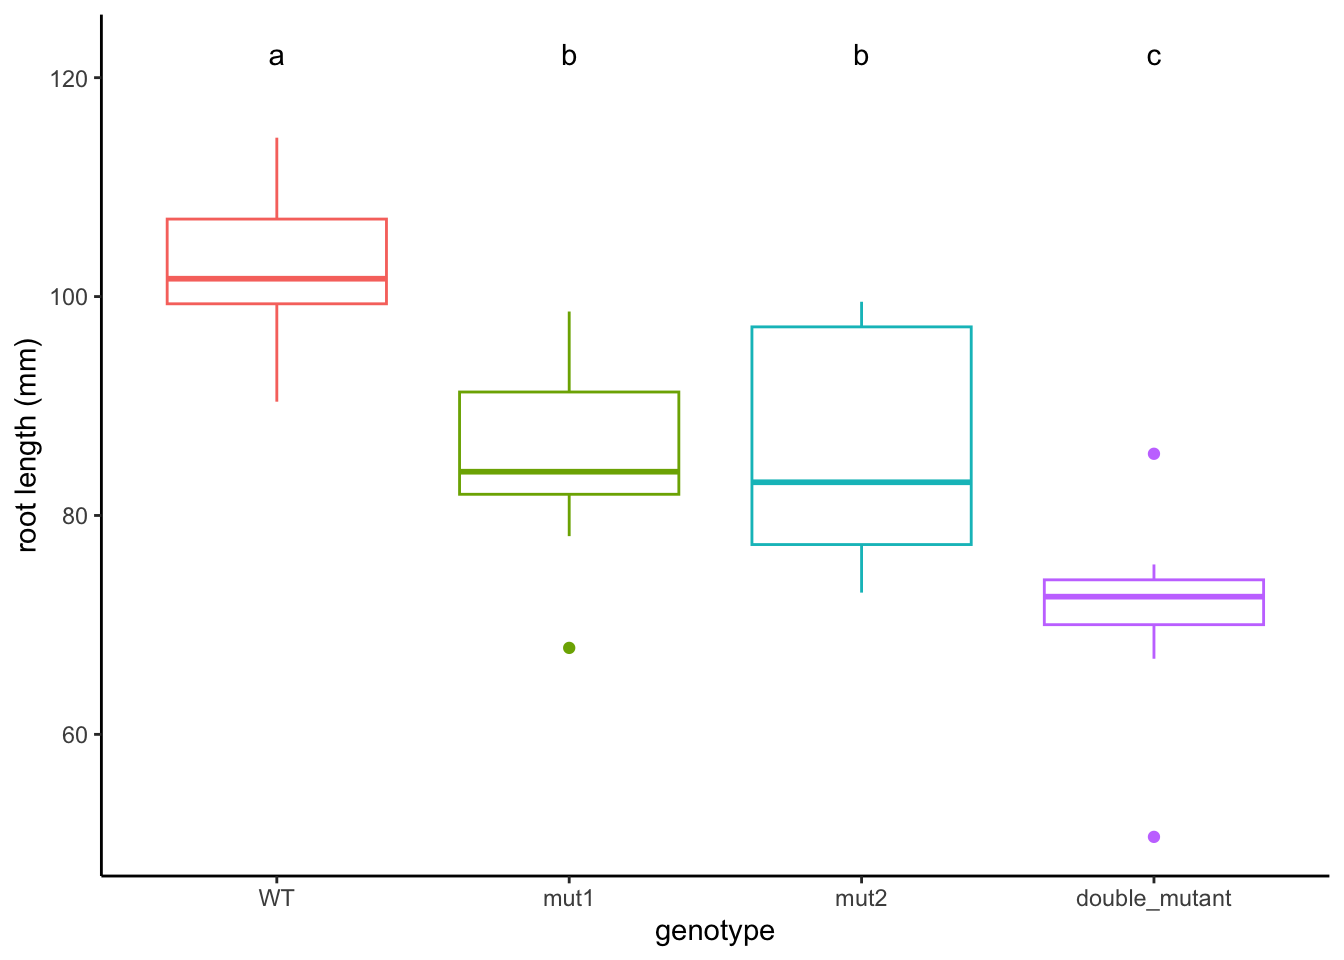 a b b c
120
100
80
60
root length (mm)
WT mut1 mut2 double_mutant
genotype